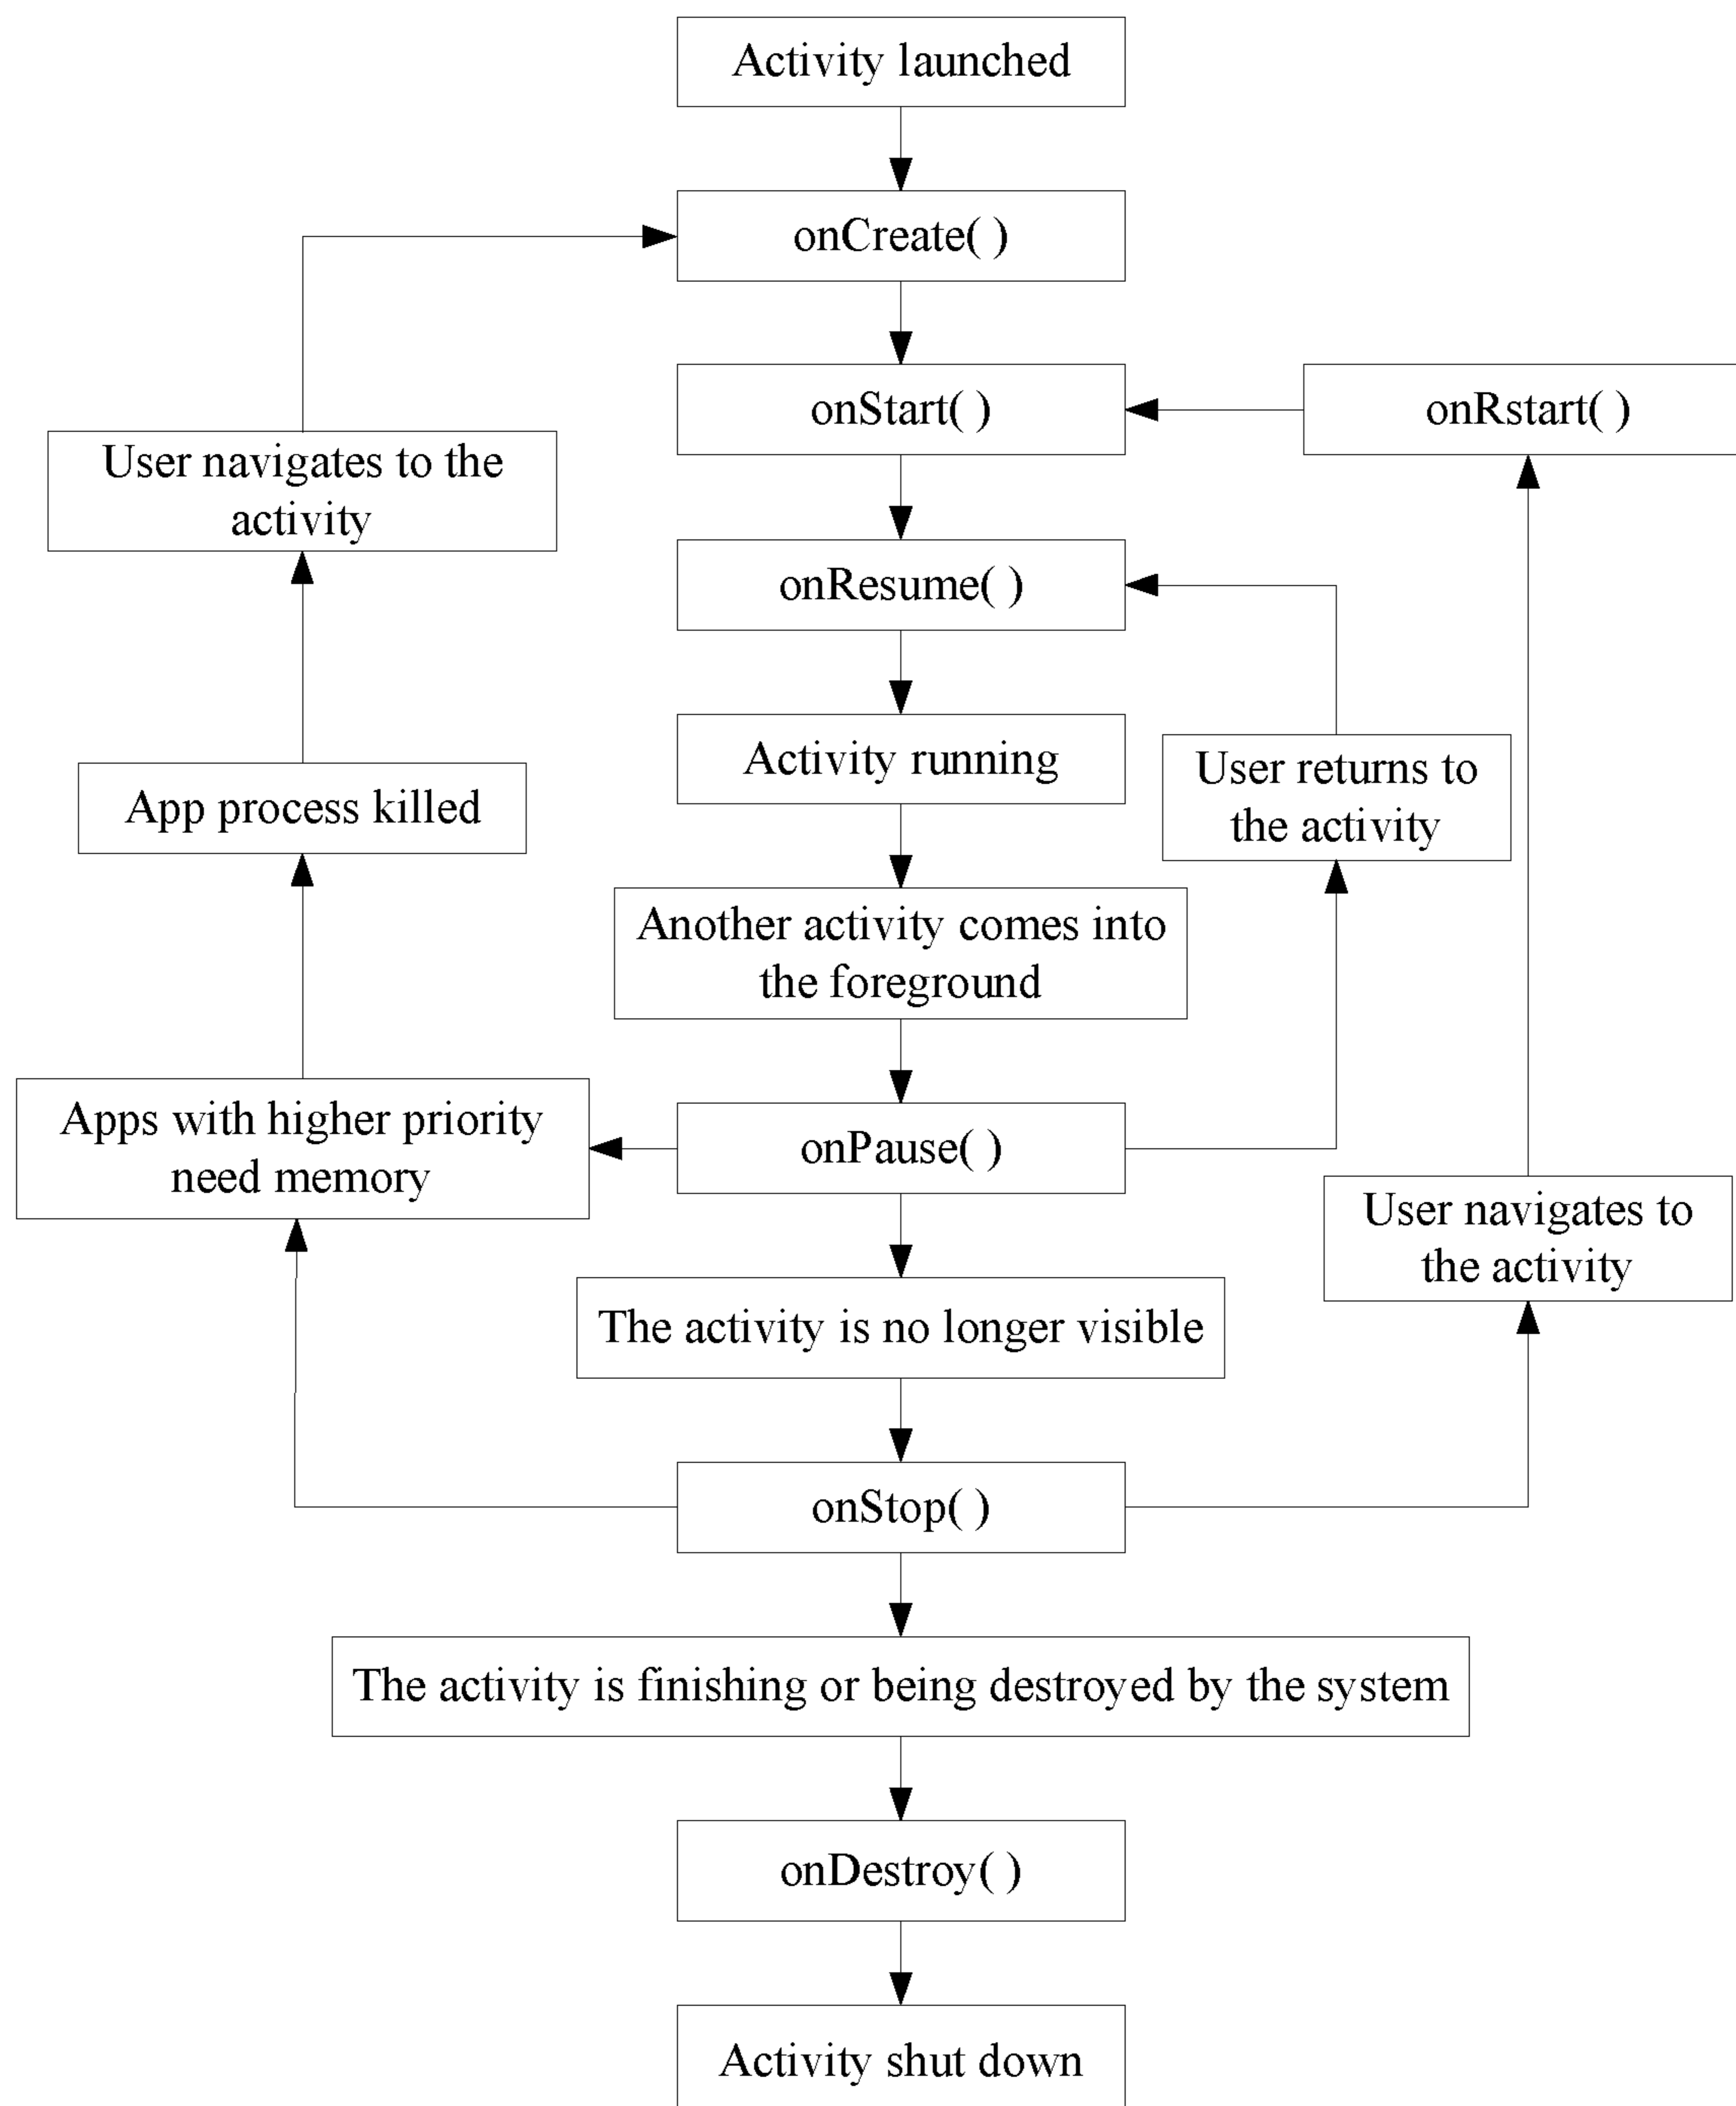 Activity launched
onCreate( )
onStart( )
onRstart( )
User navigates to the
activity
onResume( )
Activity running
User returns to
the activity
App process killed
Another activity comes into
the foreground
Apps with higher priority
need memory
onPause( )
User navigates to
the activity
The activity is no longer visible
onStop( )
The activity is finishing or being destroyed by the system
onDestroy( )
Activity shut down